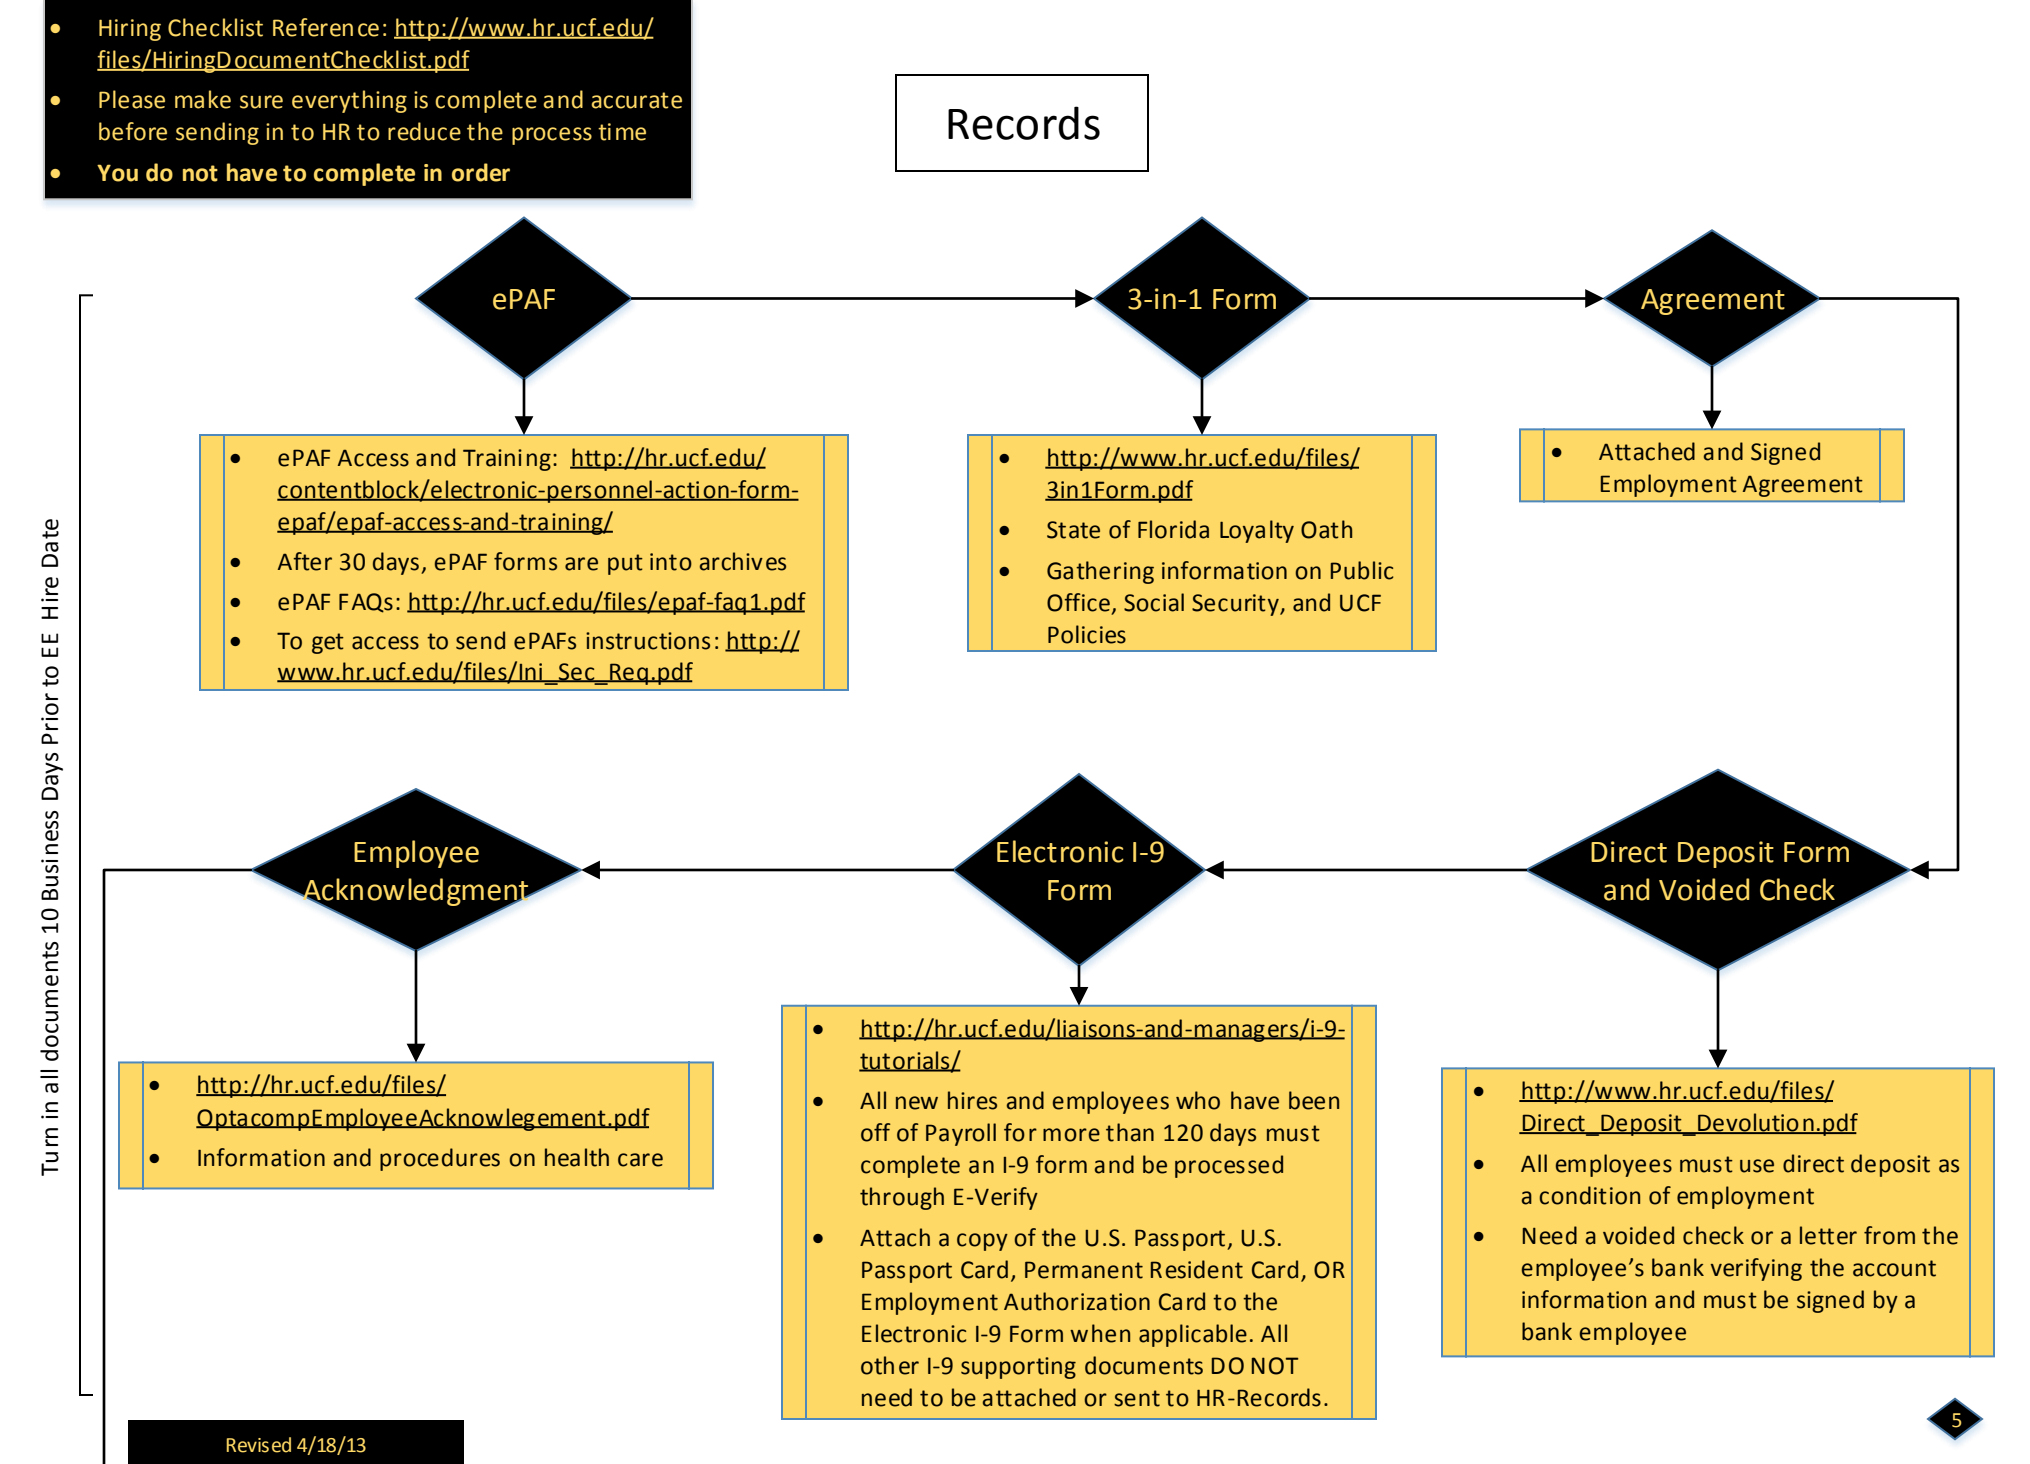 • Hiring Checklist Reference: http://www.hr.ucf.edu/
files/HiringDocumentChecklist.pdf
• Please make sure everything is complete and accurate
before sending in to HR to reduce the process time
• You do not have to complete in order
Records
ePAF
3-in-1 Form
Agreement
• ePAF Access and Training: http://hr.ucf.edu/
contentblock/electronic-personnel-action-form-
epaf/epaf-access-and-training/
• After 30 days, ePAF forms are put into archives
• ePAF FAQs: http://hr.ucf.edu/files/epaf-faq1.pdf
• To get access to send ePAFs instructions: http://
www.hr.ucf.edu/files/Ini_Sec_Req.pdf
• http://www.hr.ucf.edu/files/
3in1Form.pdf
• State of Florida Loyalty Oath
• Gathering information on Public
Office, Social Security, and UCF
Policies
• Attached and Signed
Employment Agreement
Turn in all documents 10 Business Days Prior to EE Hire Date
Employee
Acknowledgment
Electronic I-9
Form
Direct Deposit Form
and Voided Check
• http://hr.ucf.edu/files/
OptacompEmployeeAcknowlegement.pdf
• Information and procedures on health care
• http://hr.ucf.edu/liaisons-and-managers/i-9-
tutorials/
• All new hires and employees who have been
off of Payroll for more than 120 days must
complete an I-9 form and be processed
through E-Verify
• Attach a copy of the U.S. Passport, U.S.
Passport Card, Permanent Resident Card, OR
Employment Authorization Card to the
Electronic I-9 Form when applicable. All
other I-9 supporting documents DO NOT
need to be attached or sent to HR-Records.
• http://www.hr.ucf.edu/files/
Direct_Deposit_Devolution.pdf
• All employees must use direct deposit as
a condition of employment
• Need a voided check or a letter from the
employee’s bank verifying the account
information and must be signed by a
bank employee
Revised 4/18/13
5